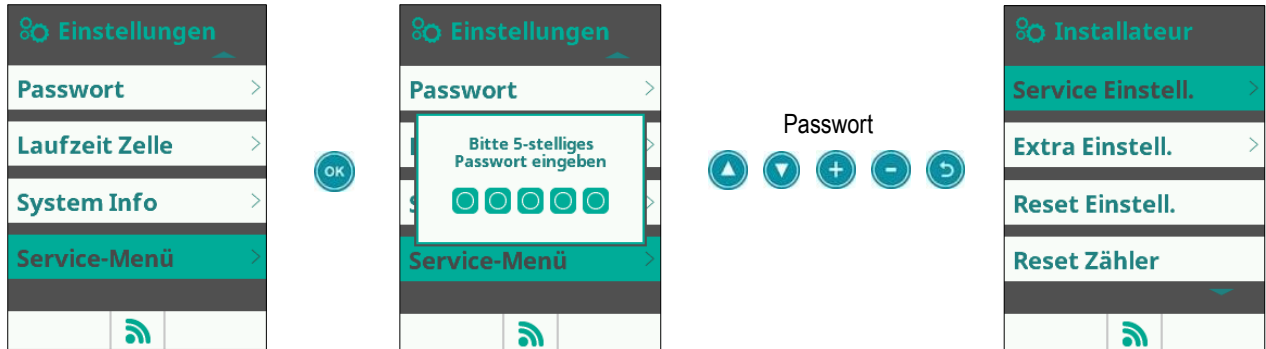 Einstellungen
Passwort
Laufzeit Zelle
System Info
Service-Menü
OK
Einstellungen
Passwort
Bitte 5-stelliges
Passwort eingeben
Service-Menü
Passwort
Installateur
Service Einstell.
Extra Einstell.
Reset Einstell.
Reset Zähler